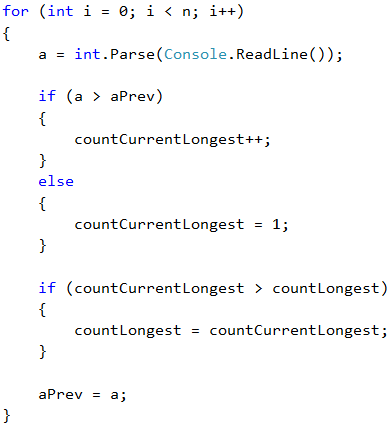 for (int i = 0; i < n; i++)
{
    a = int.Parse(Console.ReadLine());

    if (a > aPrev)
    {
        countCurrentLongest++;
    }
    else
    {
        countCurrentLongest = 1;
    }

    if (countCurrentLongest > countLongest)
    {
        countLongest = countCurrentLongest;
    }

    aPrev = a;
}